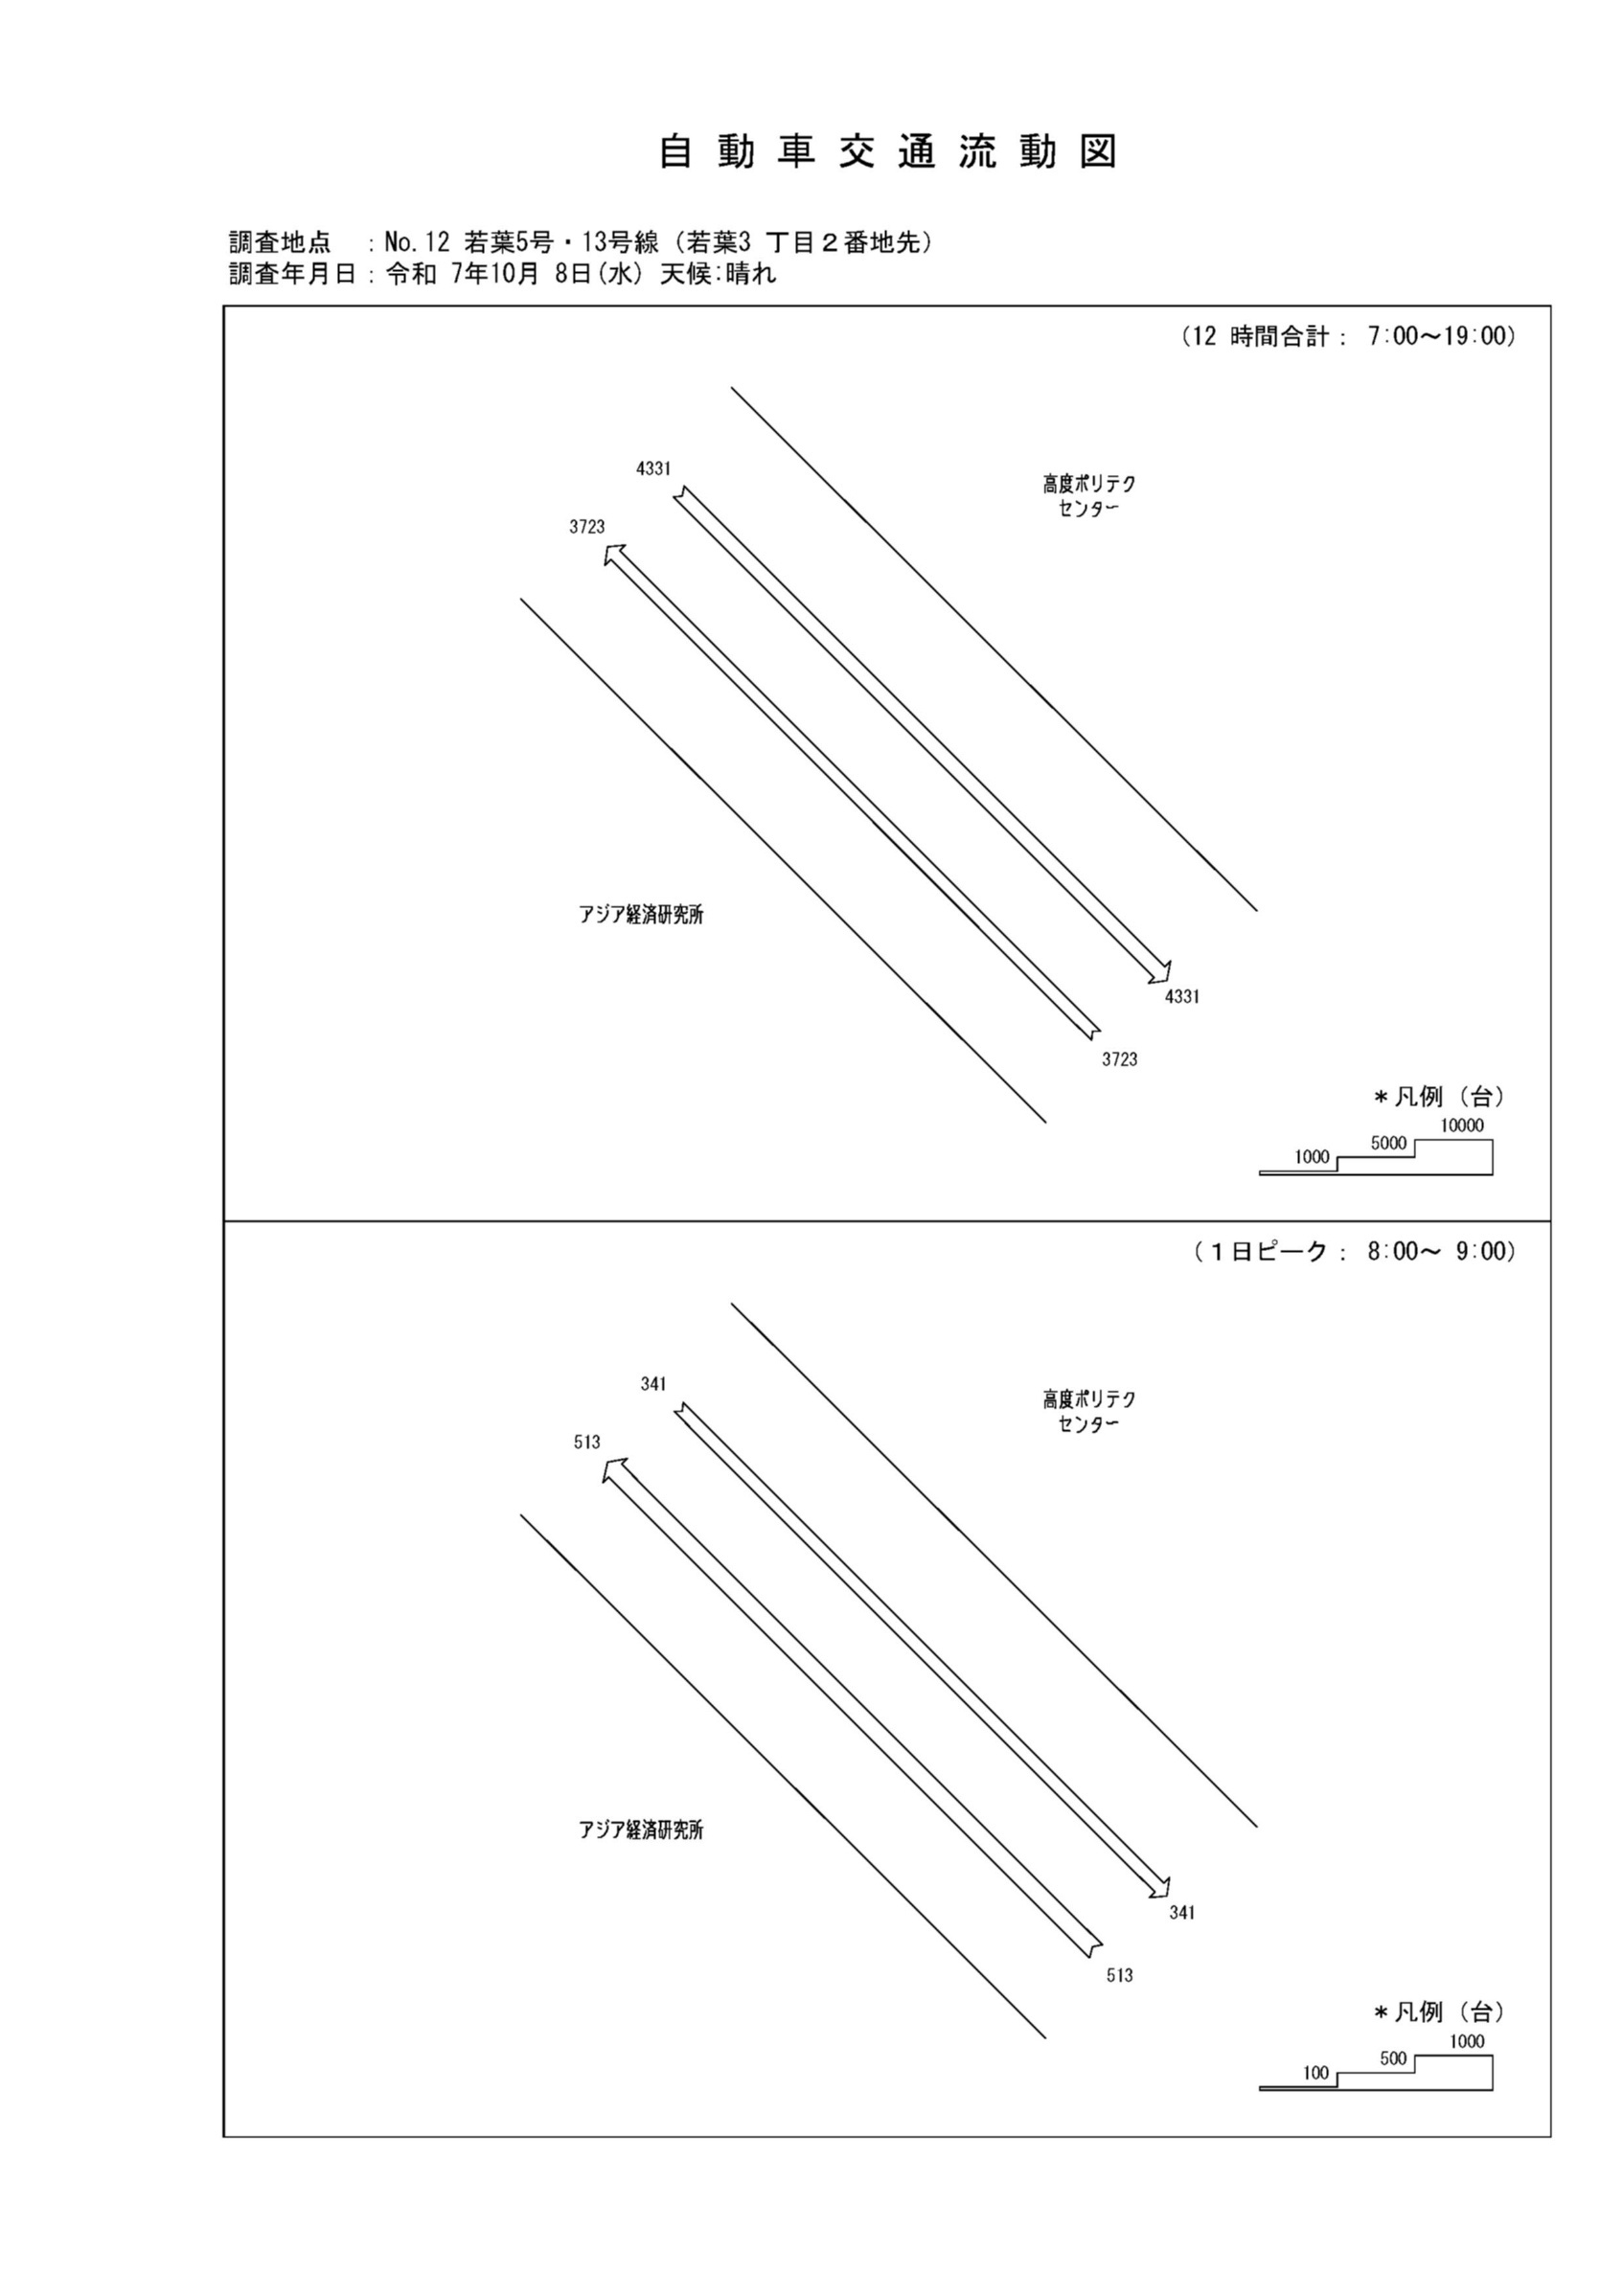 自動車交通流動図
調査地点 : No.12 若葉5号・13号線 (若葉3 丁目２番地先)
調査年月日 : 令和 7年10月 8日(水) 天候:晴れ
(12 時間合計 : 7:00～19:00)
4331
高度ポリテク
センター
3723
アジア経済研究所
4331
3723
＊凡例 (台)
10000
5000
1000
(１日ピーク : 8:00～ 9:00)
341
高度ポリテク
センター
513
アジア経済研究所
341
513
＊凡例 (台)
1000
500
100